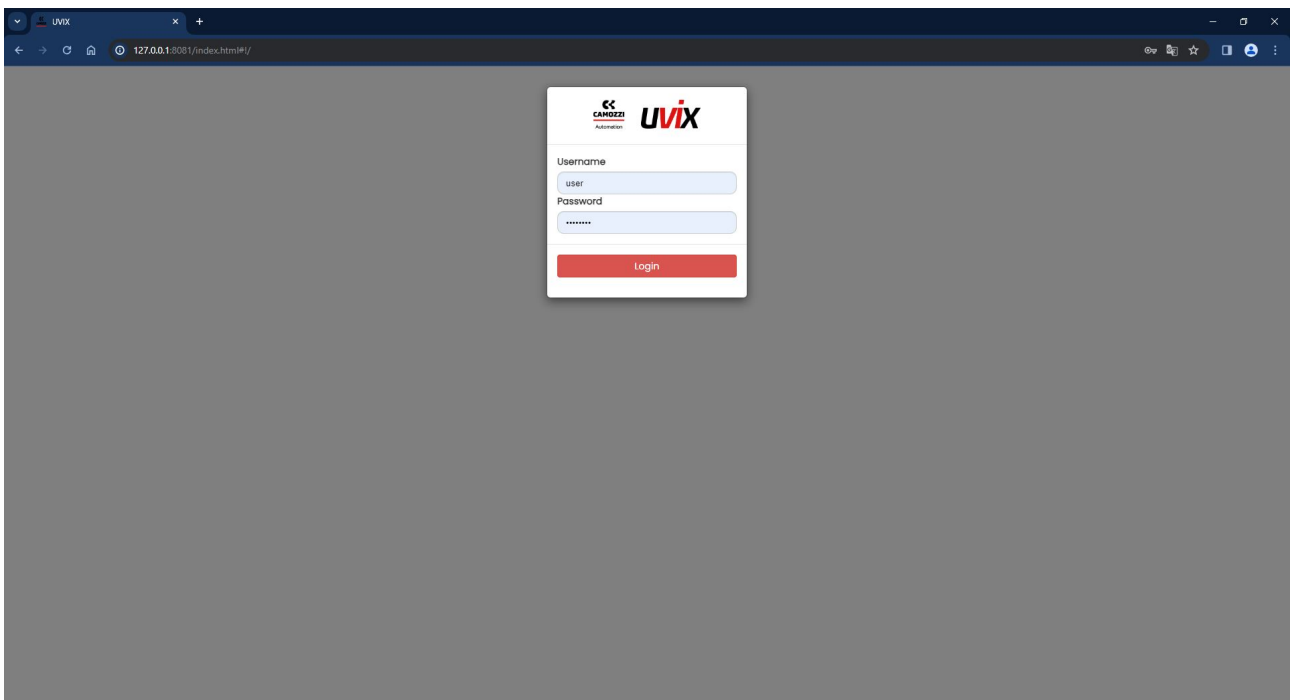 UVIX
127.0.0.1:8081/index.html#!/
CAMOZZI
Automation
UVIX
Username
user
Password
••••••••
Login